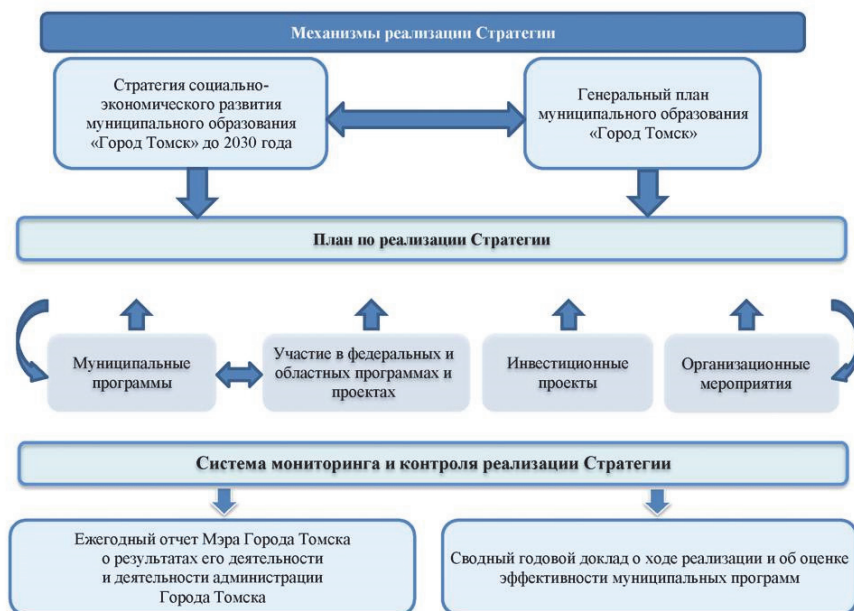 Механизмы реализации Стратегии
Стратегия социально-
экономического развития
муниципального образования
«Город Томск» до 2030 года
Генеральный план
муниципального образования
«Город Томск»
План по реализации Стратегии
Муниципальные
программы
Участие в федеральных и
областных программах и
проектах
Инвестиционные
проекты
Организационные
мероприятия
Система мониторинга и контроля реализации Стратегии
Ежегодный отчет Мэра Города Томска
о результатах его деятельности
и деятельности администрации
Города Томска
Сводный годовой доклад о ходе реализации и об оценке
эффективности муниципальных программ